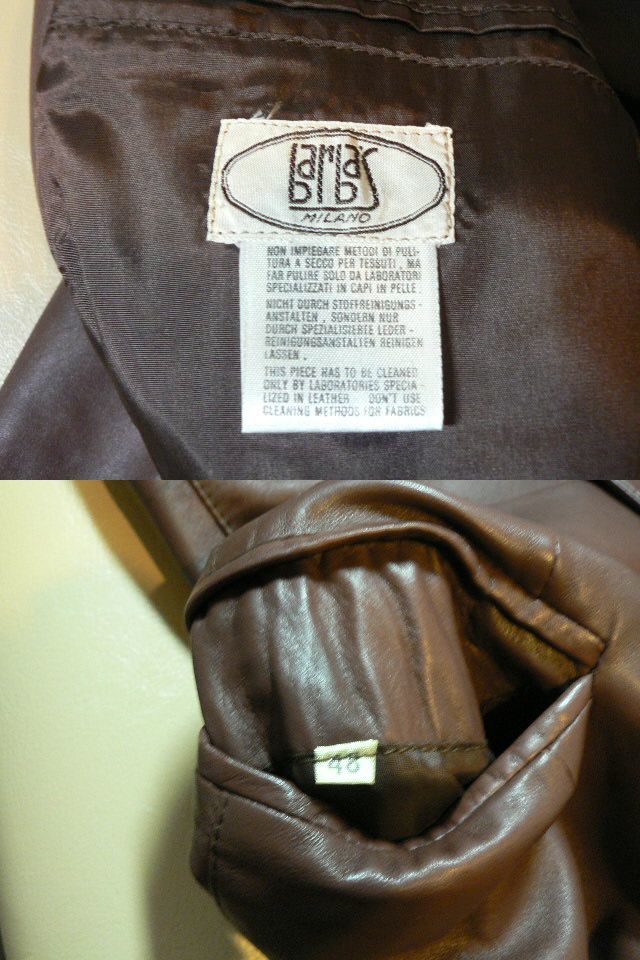 barba's
MILANO
NON IMPIEGARE METODI DI PULI-
TURA A SECCO PER TESSUTI, MA
FAR PULIRE SOLO DA LABORATORI
SPECIALIZZATI IN CAPI IN PELLE.
NICHT DURCH STOFFREINIGUNGS-
ANSTALTEN, SONDERN NUR
DURCH SPEZIALISIERTE LEDER-
REINIGUNGSANSTALTEN REINIGEN
LASSEN.
THIS PIECE HAS TO BE CLEANED
ONLY BY LABORATORIES SPECIA-
LIZED IN LEATHER DON'T USE
CLEANING METHODS FOR FABRICS
48